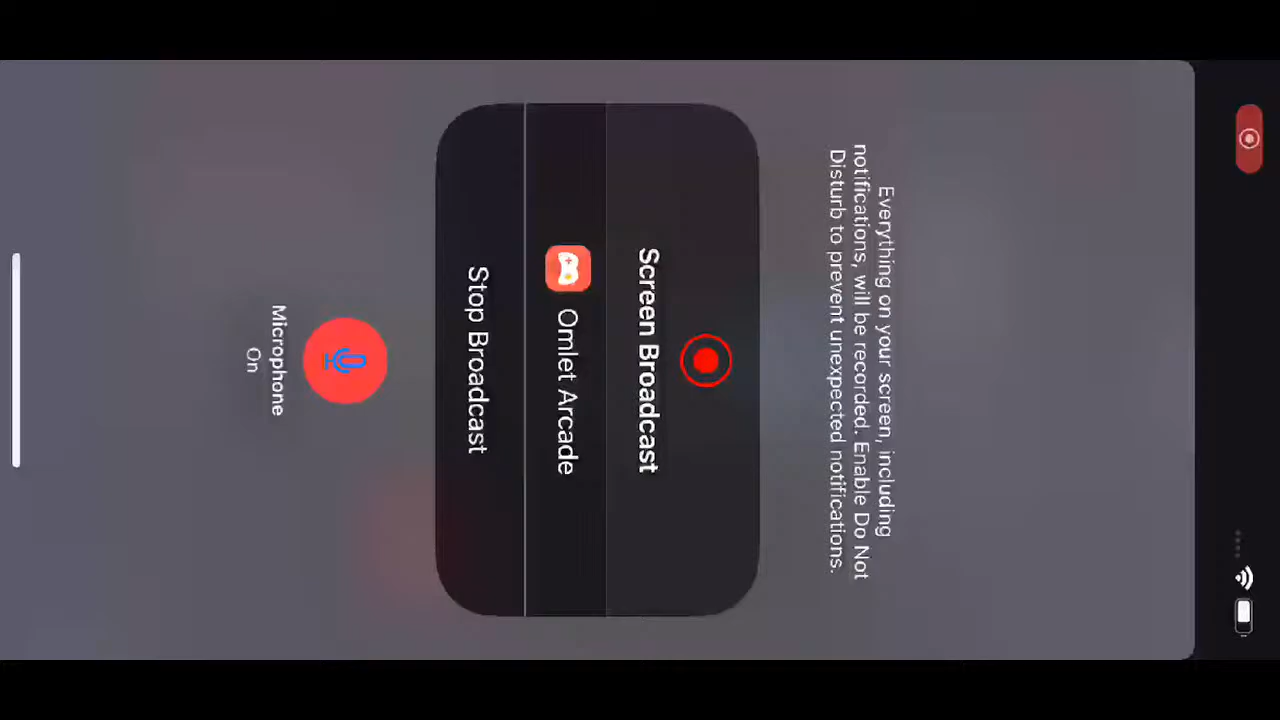 Everything on your screen, including
notifications, will be recorded. Enable Do Not
Disturb to prevent unexpected notifications.
Screen Broadcast
Omlet Arcade
Stop Broadcast
Microphone
On